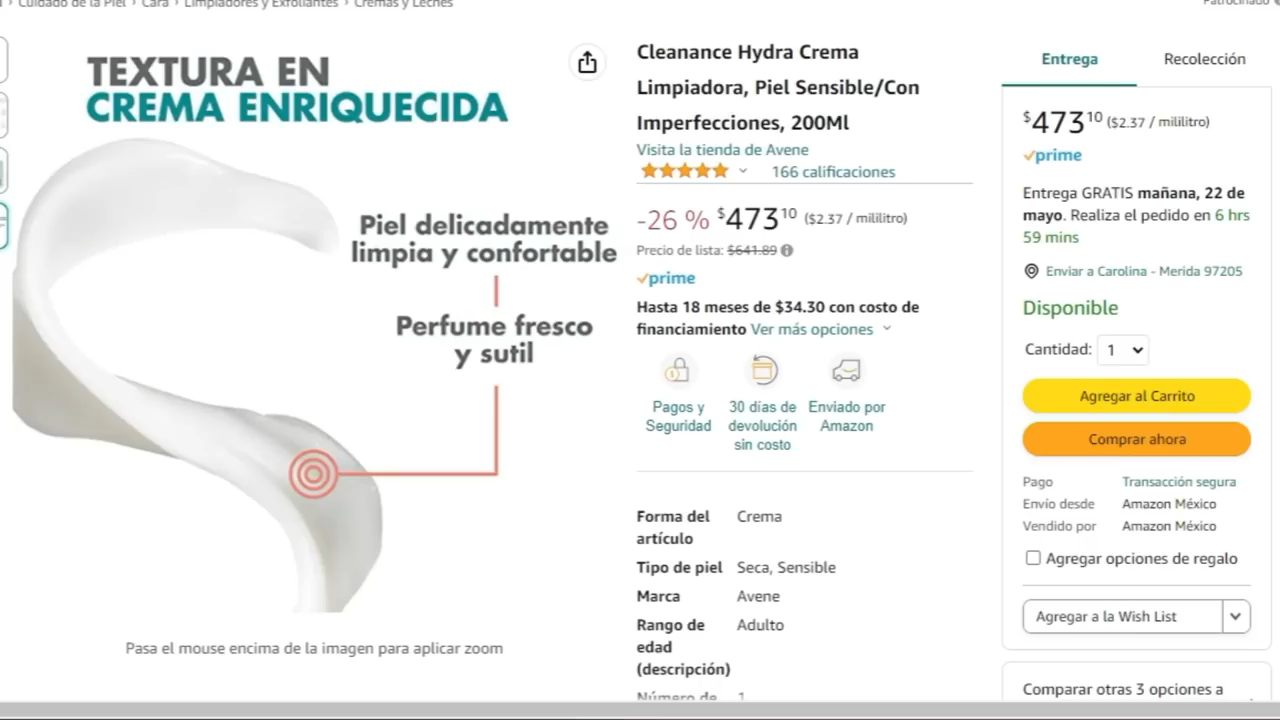 Cuidado de la Piel › Cara › Limpiadores y Exfoliantes › Cremas y Leches
Patrocinado
TEXTURA EN
CREMA ENRIQUECIDA
Piel delicadamente
limpia y confortable
Perfume fresco
y sutil
Pasa el mouse encima de la imagen para aplicar zoom
Cleanance Hydra Crema
Limpiadora, Piel Sensible/Con
Imperfecciones, 200Ml
Visita la tienda de Avene
166 calificaciones
-26 % $473 10 ($2.37 / mililitro)
Precio de lista: $641.89
prime
Hasta 18 meses de $34.30 con costo de
financiamiento Ver más opciones
Pagos y
Seguridad
30 días de
devolución
sin costo
Enviado por
Amazon
Forma del
artículo
Crema
Tipo de piel Seca, Sensible
Marca Avene
Rango de
edad
(descripción)
Adulto
Número de 1
Entrega Recolección
$473 10 ($2.37 / mililitro)
prime
Entrega GRATIS mañana, 22 de
mayo. Realiza el pedido en 6 hrs
59 mins
Enviar a Carolina - Merida 97205
Disponible
Cantidad: 1
Agregar al Carrito
Comprar ahora
Pago Transacción segura
Envío desde Amazon México
Vendido por Amazon México
Agregar opciones de regalo
Agregar a la Wish List
Comparar otras 3 opciones a